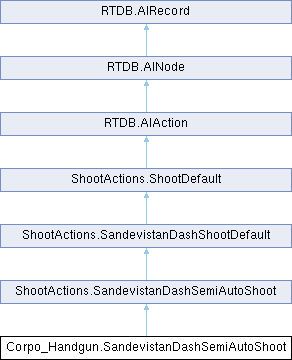 RTDB.AIRecord
RTDB.AINode
RTDB.AIAction
ShootActions.ShootDefault
ShootActions.SandevistanDashShootDefault
ShootActions.SandevistanDashSemiAutoShoot
Corpo_Handgun.SandevistanDashSemiAutoShoot